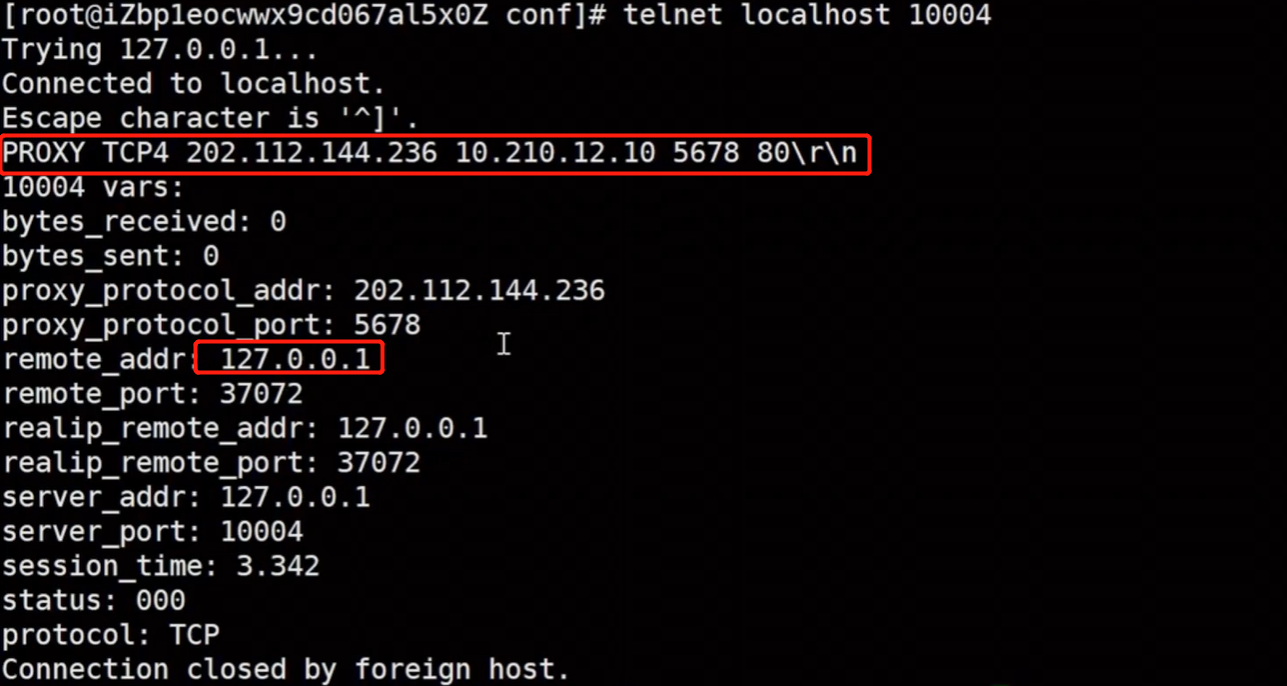 [root@iZbp1eocwwx9cd067al5x0Z conf]# telnet localhost 10004
Trying 127.0.0.1...
Connected to localhost.
Escape character is '^]'.
PROXY TCP4 202.112.144.236 10.210.12.10 5678 80\r\n
10004 vars:
bytes_received: 0
bytes_sent: 0
proxy_protocol_addr: 202.112.144.236
proxy_protocol_port: 5678
remote_addr: 127.0.0.1
remote_port: 37072
realip_remote_addr: 127.0.0.1
realip_remote_port: 37072
server_addr: 127.0.0.1
server_port: 10004
session_time: 3.342
status: 000
protocol: TCP
Connection closed by foreign host.